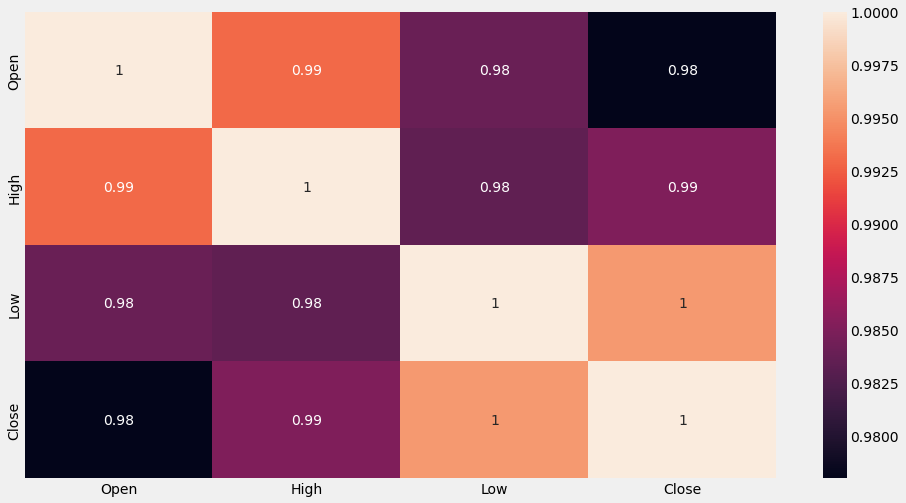 Open 1 0.99 0.98 0.98
High 0.99 1 0.98 0.99
Low 0.98 0.98 1 1
Close 0.98 0.99 1 1
Open High Low Close
1.0000
0.9975
0.9950
0.9925
0.9900
0.9875
0.9850
0.9825
0.9800